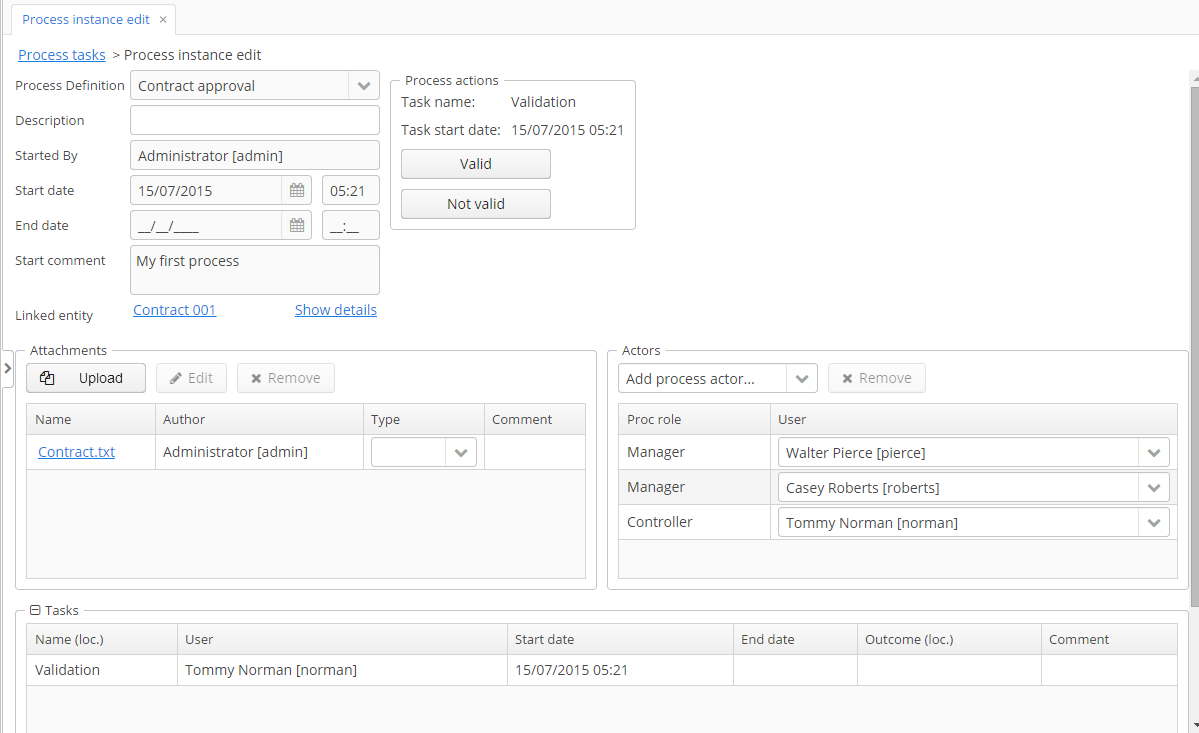 Process instance edit ×
Process tasks > Process instance edit
Process Definition Contract approval
Description
Started By Administrator [admin]
Start date 15/07/2015 05:21
End date __/__/____ __:__
Start comment My first process
Linked entity Contract 001 Show details
Process actions
Task name: Validation
Task start date: 15/07/2015 05:21
Valid
Not valid
Attachments
Upload Edit Remove
Name Author Type Comment
Contract.txt Administrator [admin]
Actors
Add process actor... Remove
Proc role User
Manager Walter Pierce [pierce]
Manager Casey Roberts [roberts]
Controller Tommy Norman [norman]
Tasks
Name (loc.) User Start date End date Outcome (loc.) Comment
Validation Tommy Norman [norman] 15/07/2015 05:21